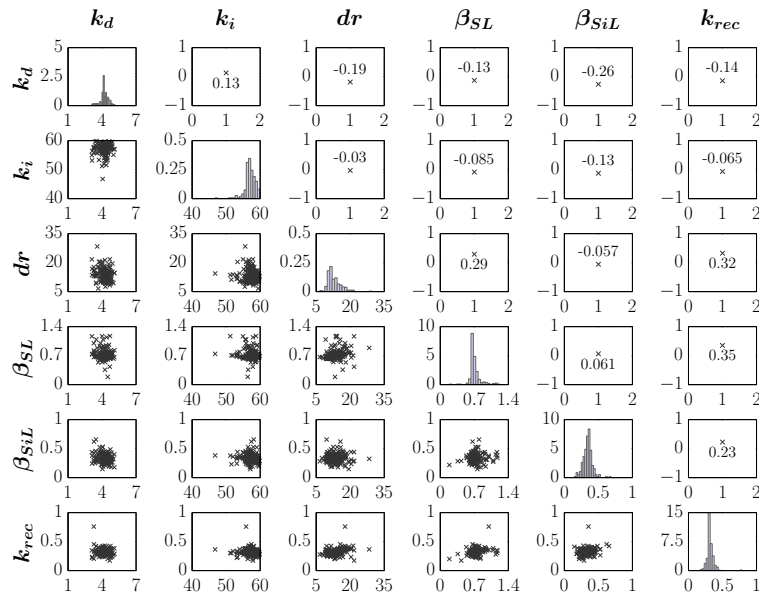 k_d k_i dr β_SL β_SiL k_rec
5 1 1 1 1 1
-0.19 -0.13 -0.26 -0.14
k_d 2.5 0 0 0 0 0
0.13
0 −1 −1 −1 −1 −1
1 4 7 0 1 2 0 1 2 0 1 2 0 1 2 0 1 2
60 0.5 1 1 1 1
-0.03 -0.085 -0.13 -0.065
k_i 50 0.25 0 0 0 0
40 0 −1 −1 −1 −1
1 4 7 40 50 60 0 1 2 0 1 2 0 1 2 0 1 2
35 35 0.5 1 1 1
-0.057
dr 20 20 0.25 0 0 0
0.29 0.32
5 5 0 −1 −1 −1
1 4 7 40 50 60 5 20 35 0 1 2 0 1 2 0 1 2
1.4 1.4 1.4 10 1 1
β_SL 0.7 0.7 0.7 5 0 0
0.061 0.35
0 0 0 0 −1 −1
1 4 7 40 50 60 5 20 35 0 0.7 1.4 0 1 2 0 1 2
1 1 1 1 10 1
β_SiL 0.5 0.5 0.5 0.5 5 0
0.23
0 0 0 0 0 −1
1 4 7 40 50 60 5 20 35 0 0.7 1.4 0 0.5 1 0 1 2
1 1 1 1 1 15
k_rec 0.5 0.5 0.5 0.5 0.5 7.5
0 0 0 0 0 0
1 4 7 40 50 60 5 20 35 0 0.7 1.4 0 0.5 1 0 0.5 1